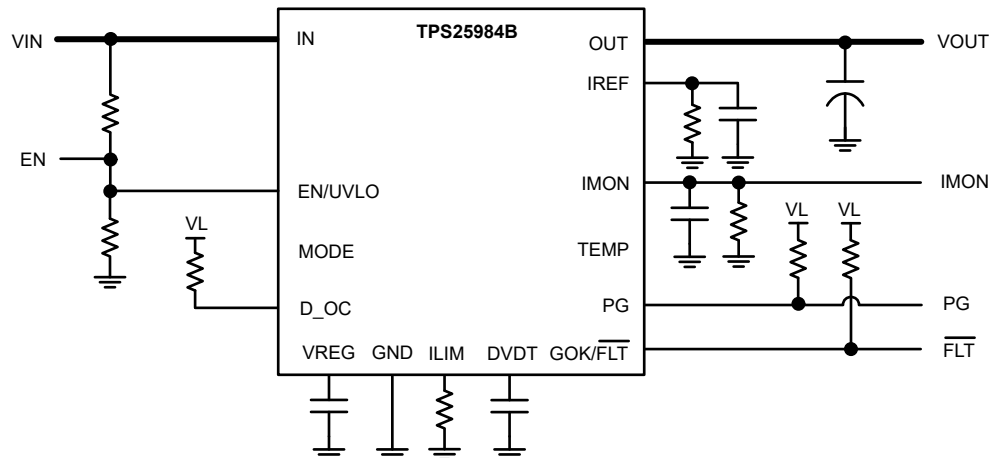 TPS25984B
VIN
IN
OUT
VOUT
IREF
EN
EN/UVLO
IMON
IMON
VL
VL
VL
MODE
TEMP
D_OC
PG
PG
VREG
GND
ILIM
DVDT
GOK/FLT
FLT